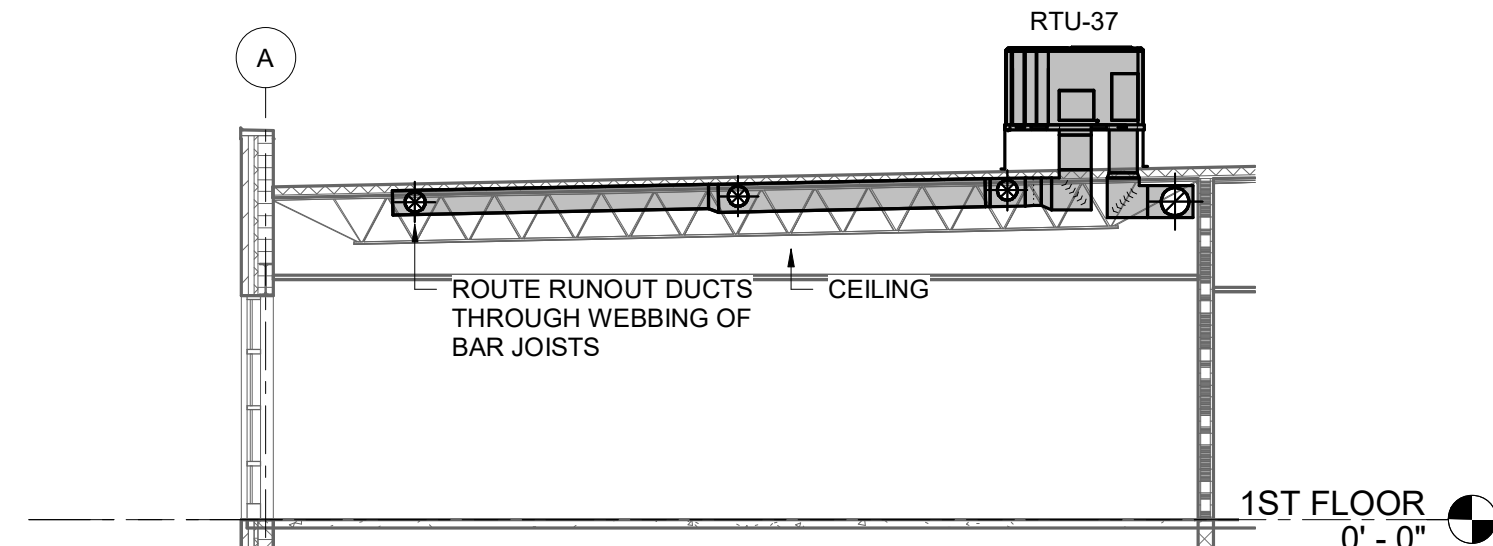 RTU-37
A
ROUTE RUNOUT DUCTS
THROUGH WEBBING OF
BAR JOISTS
CEILING
1ST FLOOR
0' - 0"